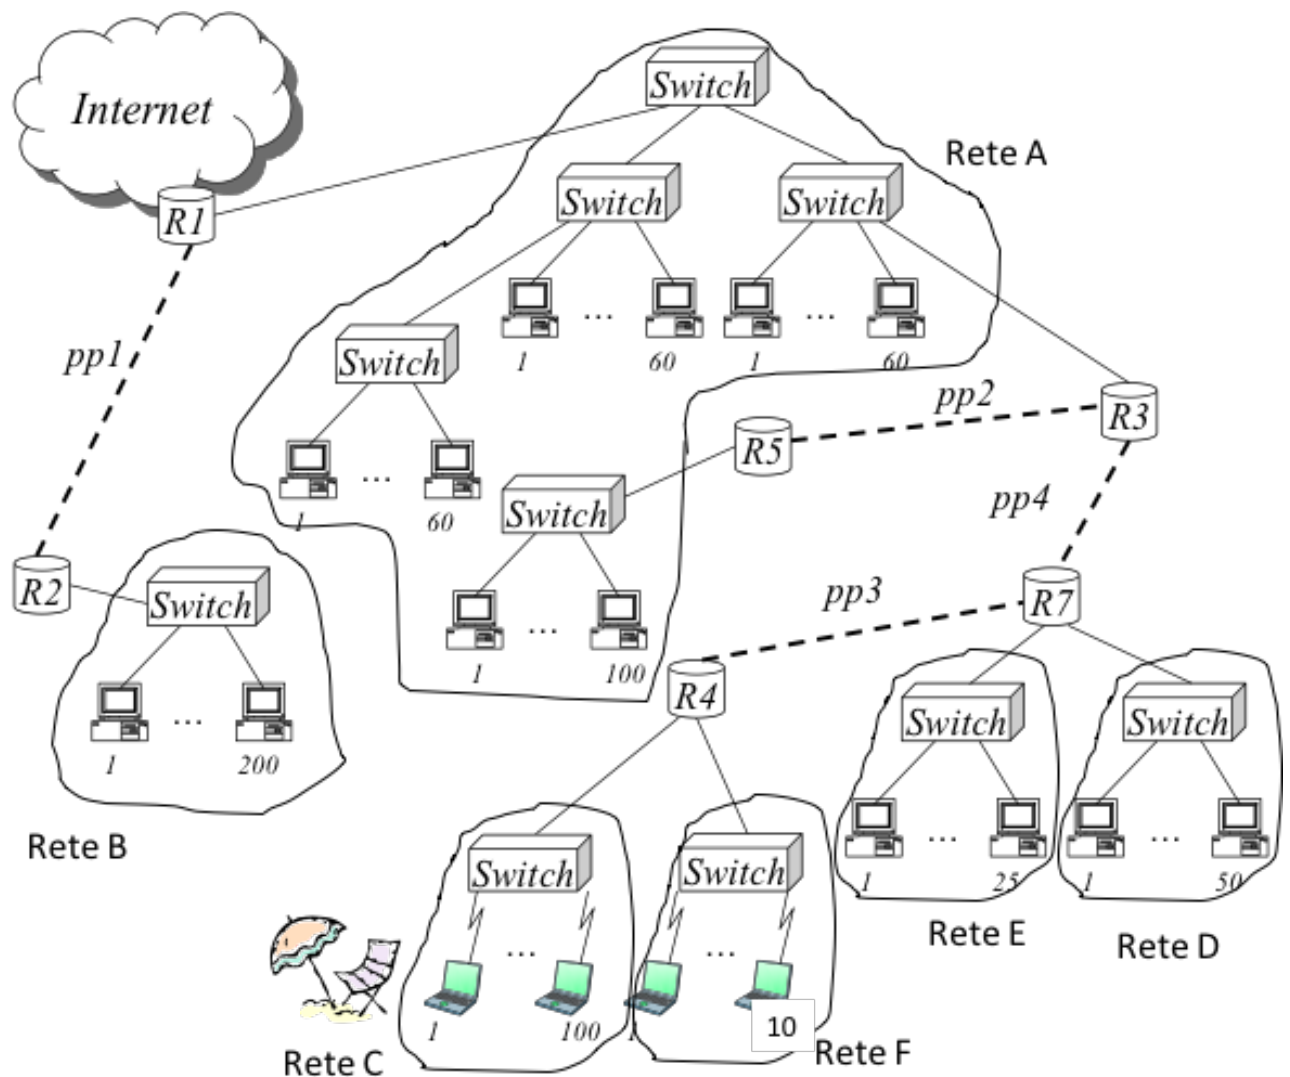 Switch
Internet
Rete A
Switch
Switch
R1
... ...
Switch
1 60 1 60
pp1
pp2
R3
R5
...
Switch
pp4
1 60
R2
Switch
pp3
R7
...
1 100
R4
...
Switch
Switch
1 200
Rete B
Switch
Switch
... ...
1 25 1 50
Rete E
Rete D
... ...
1 100 1 10
Rete C
Rete F